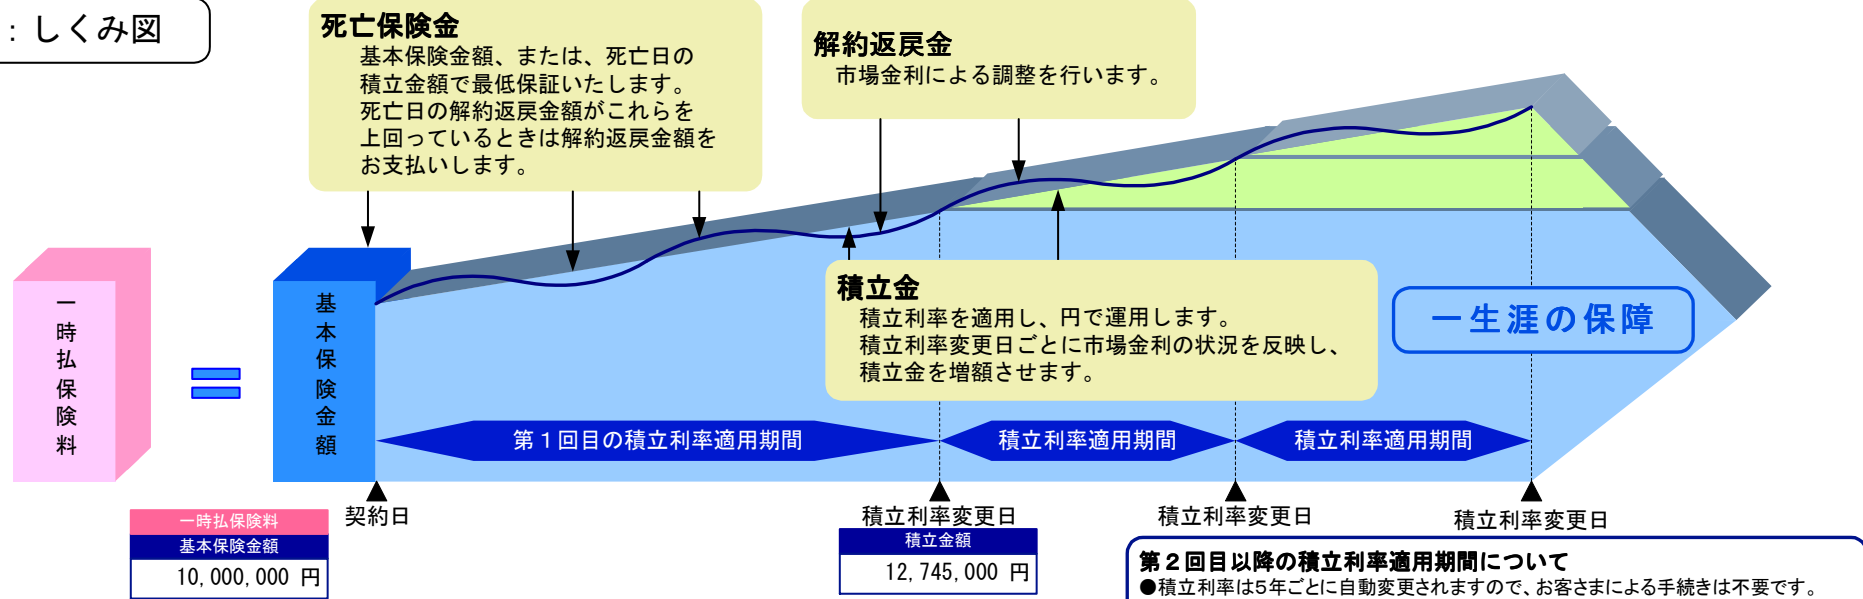 ：しくみ図
死亡保険金
基本保険金額、または、死亡日の
積立金額で最低保証いたします。
死亡日の解約返戻金額がこれらを
上回っているときは解約返戻金額を
お支払いします。
解約返戻金
市場金利による調整を行います。
積立金
積立利率を適用し、円で運用します。
積立利率変更日ごとに市場金利の状況を反映し、
積立金を増額させます。
一生涯の保障
一時払保険料
＝
基本保険金額
第１回目の積立利率適用期間
積立利率適用期間
積立利率適用期間
契約日
積立利率変更日
積立利率変更日
積立利率変更日
一時払保険料
基本保険金額
10,000,000 円
積立金額
12,745,000 円
第２回目以降の積立利率適用期間について
●積立利率は5年ごとに自動変更されますので、お客さまによる手続きは不要です。